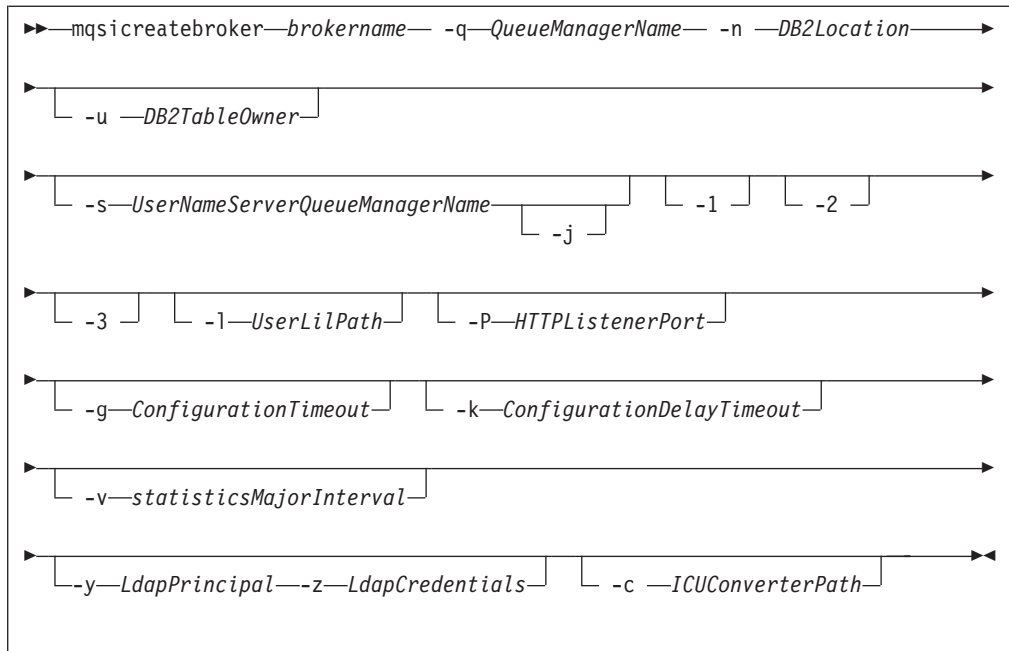 mqsicreatebroker brokername -q QueueManagerName -n DB2Location
-u DB2TableOwner
-s UserNameServerQueueManagerName -1 -2
-j
-3 -l UserLilPath -P HTTPListenerPort
-g ConfigurationTimeout -k ConfigurationDelayTimeout
-v statisticsMajorInterval
-y LdapPrincipal -z LdapCredentials -c ICUConverterPath